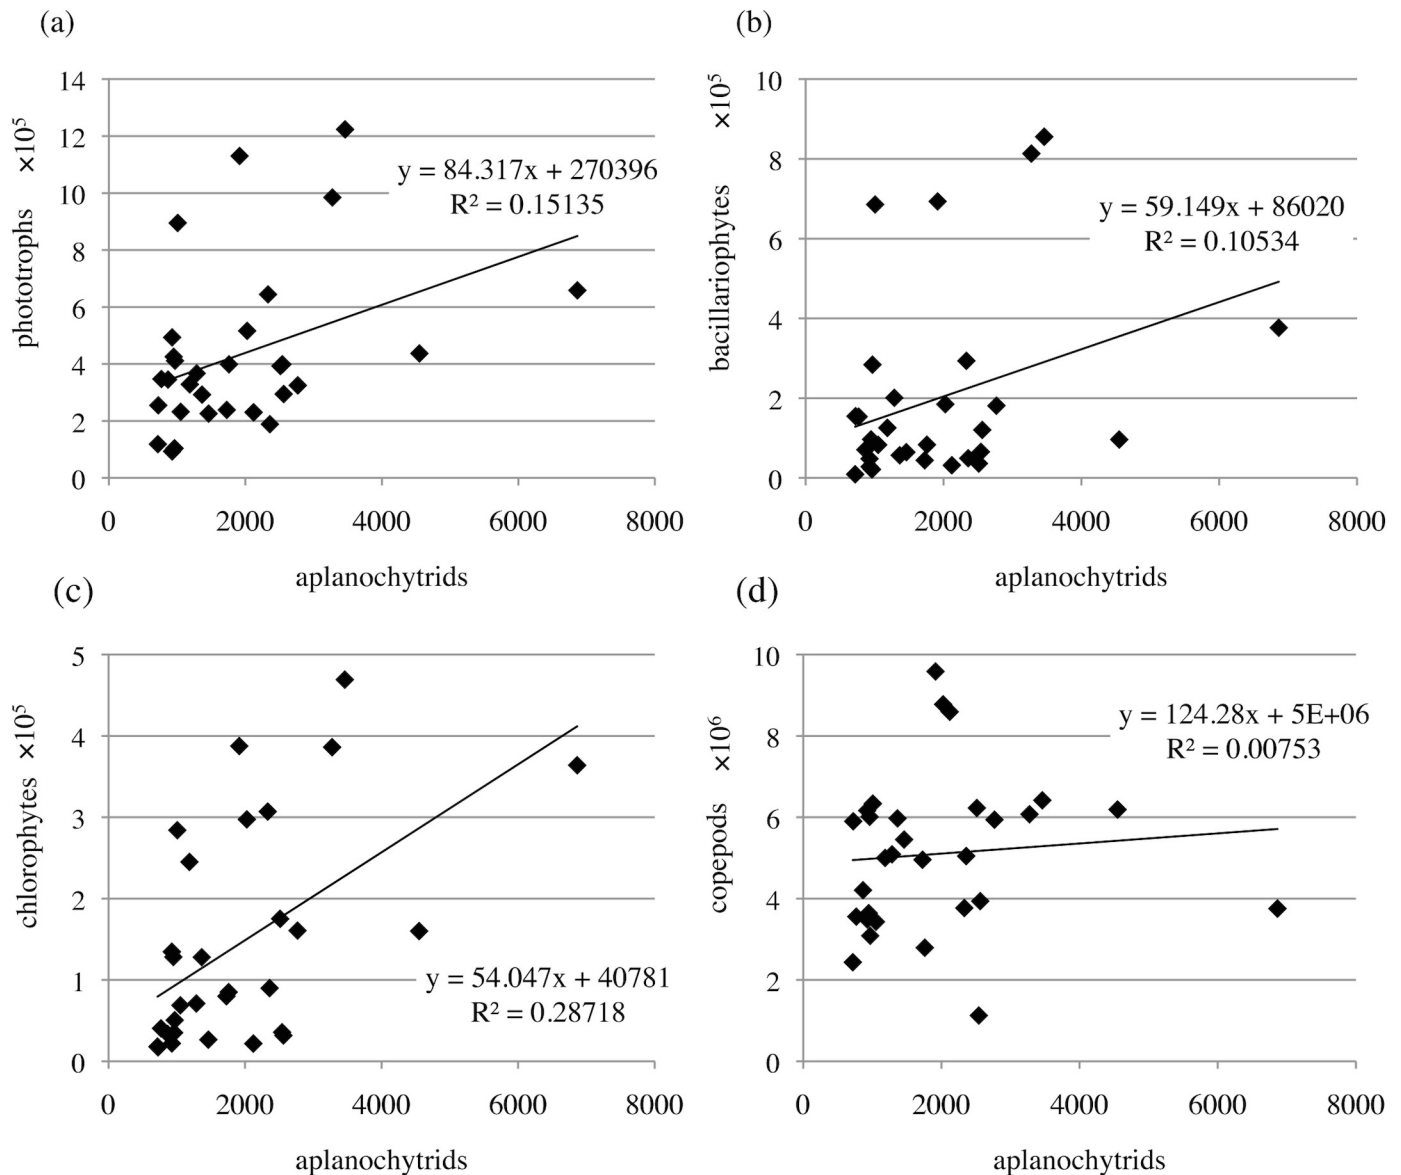 (a)
phototrophs ×10⁵
14
12
10
8
6
4
2
0
y = 84.317x + 270396
R² = 0.15135
0 2000 4000 6000 8000
aplanochytrids
(b)
bacillariophytes ×10⁵
10
8
6
4
2
0
y = 59.149x + 86020
R² = 0.10534
0 2000 4000 6000 8000
aplanochytrids
(c)
chlorophytes ×10⁵
5
4
3
2
1
0
y = 54.047x + 40781
R² = 0.28718
0 2000 4000 6000 8000
aplanochytrids
(d)
copepods ×10⁶
10
8
6
4
2
0
y = 124.28x + 5E+06
R² = 0.00753
0 2000 4000 6000 8000
aplanochytrids